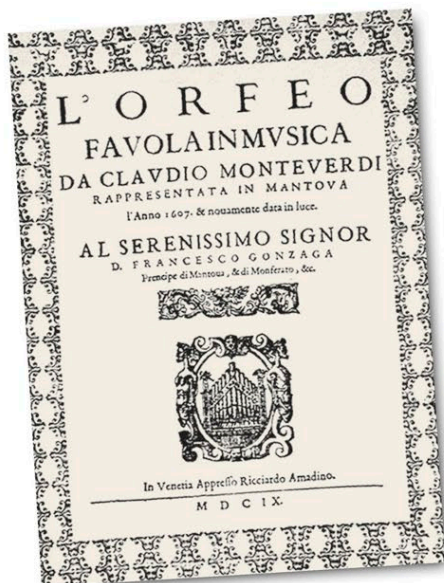 L'ORFEO
FAVOLA IN MVSICA
DA CLAVDIO MONTEVERDI
RAPPRESENTATA IN MANTOVA
l'Anno 1607. & nouamente data in luce.
AL SERENISSIMO SIGNOR
D. FRANCESCO GONZAGA
Prencipe di Mantoua, & di Monferato, &c.
In Venetia Appreſſo Ricciardo Amadino.
M D C IX.